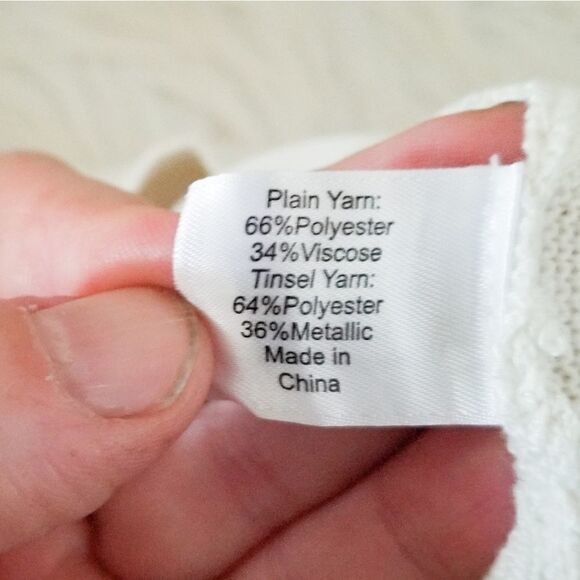 Plain Yarn:
66%Polyester
34%Viscose
Tinsel Yarn:
64%Polyester
36%Metallic
Made in
China